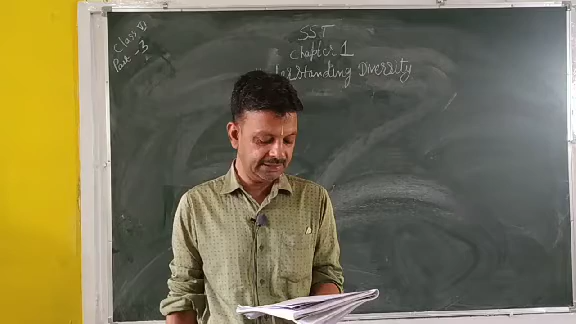 Class VI
Part - 3
SST
Chapter 1
Understanding Diversity